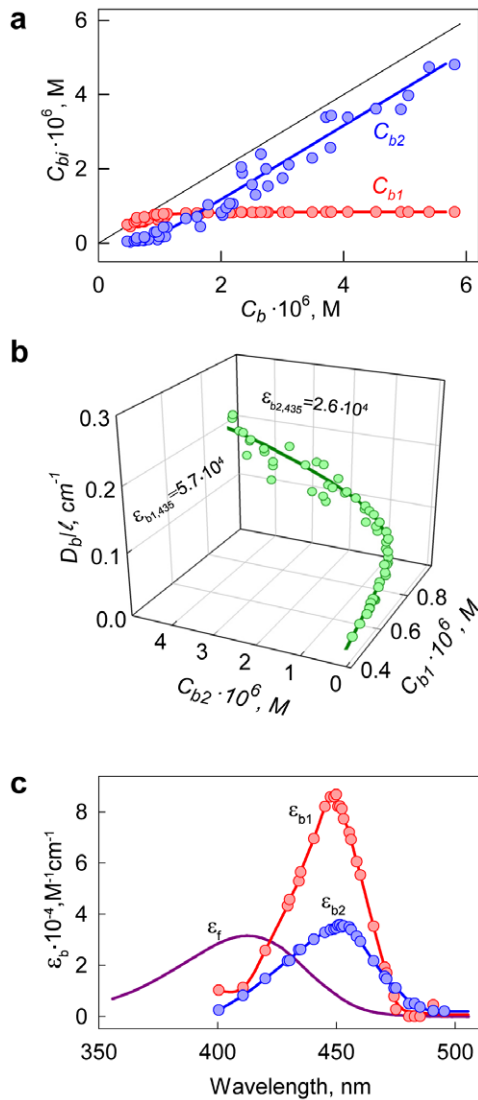 a
C_bi ·10^6, M
6
4
2
0
C_b2
C_b1
0 2 4 6
C_b ·10^6, M
b
D_b/ℓ, cm^-1
0.3
0.2
0.1
0.0
ε_b2,435=2.6·10^4
ε_b1,435=5.7·10^4
4 3 2 1 0
C_b2 ·10^6, M
0.4 0.6 0.8
C_b1 ·10^6, M
c
ε_b·10^-4,M^-1cm^-1
8
6
4
2
0
ε_b1
ε_b2
ε_f
350 400 450 500
Wavelength, nm